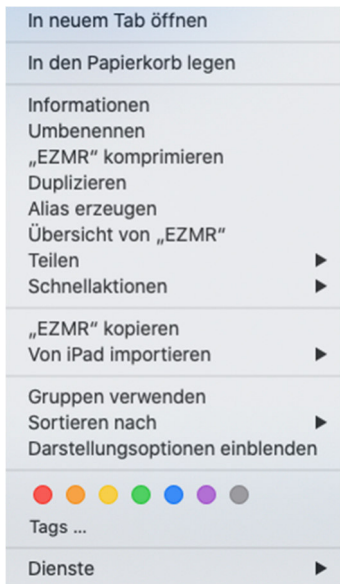 In neuem Tab öffnen
In den Papierkorb legen
Informationen
Umbenennen
„EZMR" komprimieren
Duplizieren
Alias erzeugen
Übersicht von „EZMR"
Teilen
Schnellaktionen
„EZMR" kopieren
Von iPad importieren
Gruppen verwenden
Sortieren nach
Darstellungsoptionen einblenden
Tags ...
Dienste